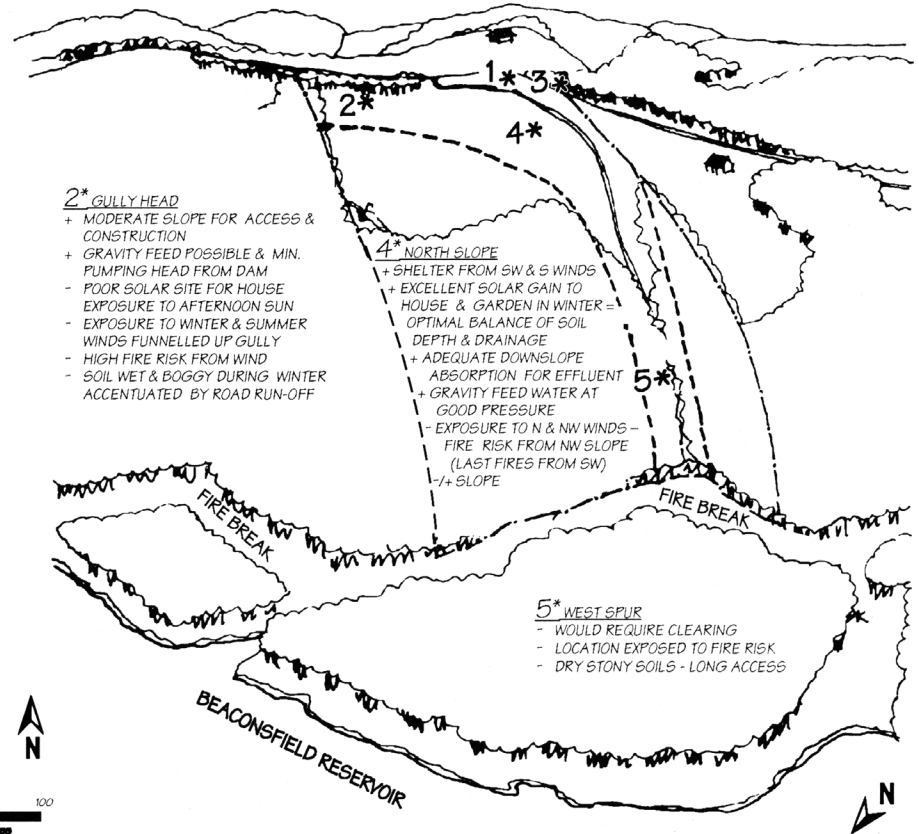 1*
3*
2*
4*
2* GULLY HEAD
+ MODERATE SLOPE FOR ACCESS &
CONSTRUCTION
+ GRAVITY FEED POSSIBLE & MIN.
PUMPING HEAD FROM DAM
- POOR SOLAR SITE FOR HOUSE
EXPOSURE TO AFTERNOON SUN
- EXPOSURE TO WINTER & SUMMER
WINDS FUNNELLED UP GULLY
- HIGH FIRE RISK FROM WIND
- SOIL WET & BOGGY DURING WINTER
ACCENTUATED BY ROAD RUN-OFF
4* NORTH SLOPE
+ SHELTER FROM SW & S WINDS
+ EXCELLENT SOLAR GAIN TO
HOUSE & GARDEN IN WINTER =
OPTIMAL BALANCE OF SOIL
DEPTH & DRAINAGE
+ ADEQUATE DOWNSLOPE
ABSORPTION FOR EFFLUENT
+ GRAVITY FEED WATER AT
GOOD PRESSURE
- EXPOSURE TO N & NW WINDS –
FIRE RISK FROM NW SLOPE
(LAST FIRES FROM SW)
-/+ SLOPE
5*
FIRE BREAK
FIRE BREAK
5* WEST SPUR
- WOULD REQUIRE CLEARING
- LOCATION EXPOSED TO FIRE RISK
- DRY STONY SOILS - LONG ACCESS
BEACONSFIELD RESERVOIR
N
100
N